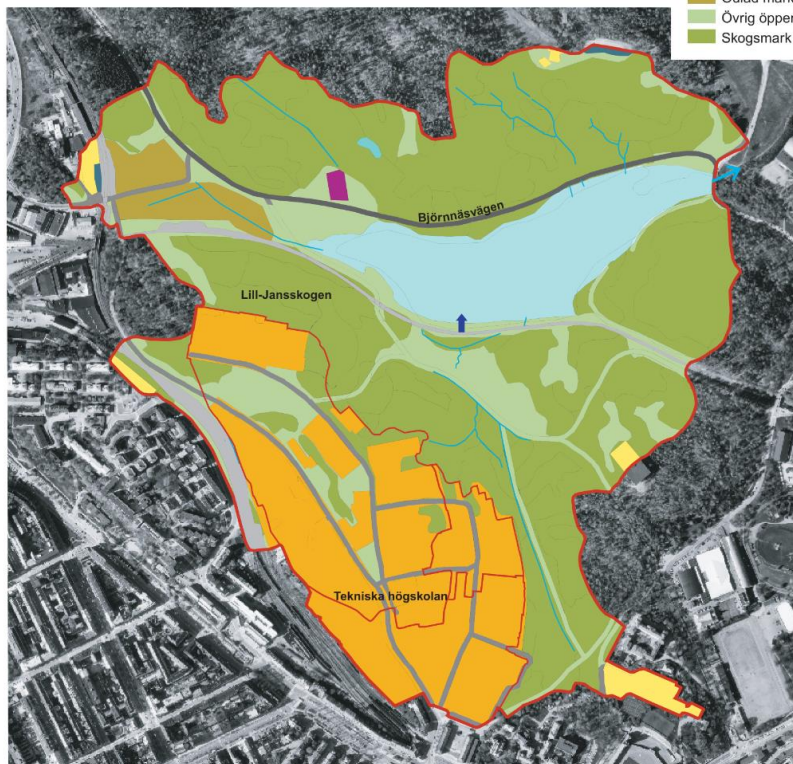 Övrig öppen
Skogsmark
Björnnäsvägen
Lill-Jansskogen
Tekniska högskolan